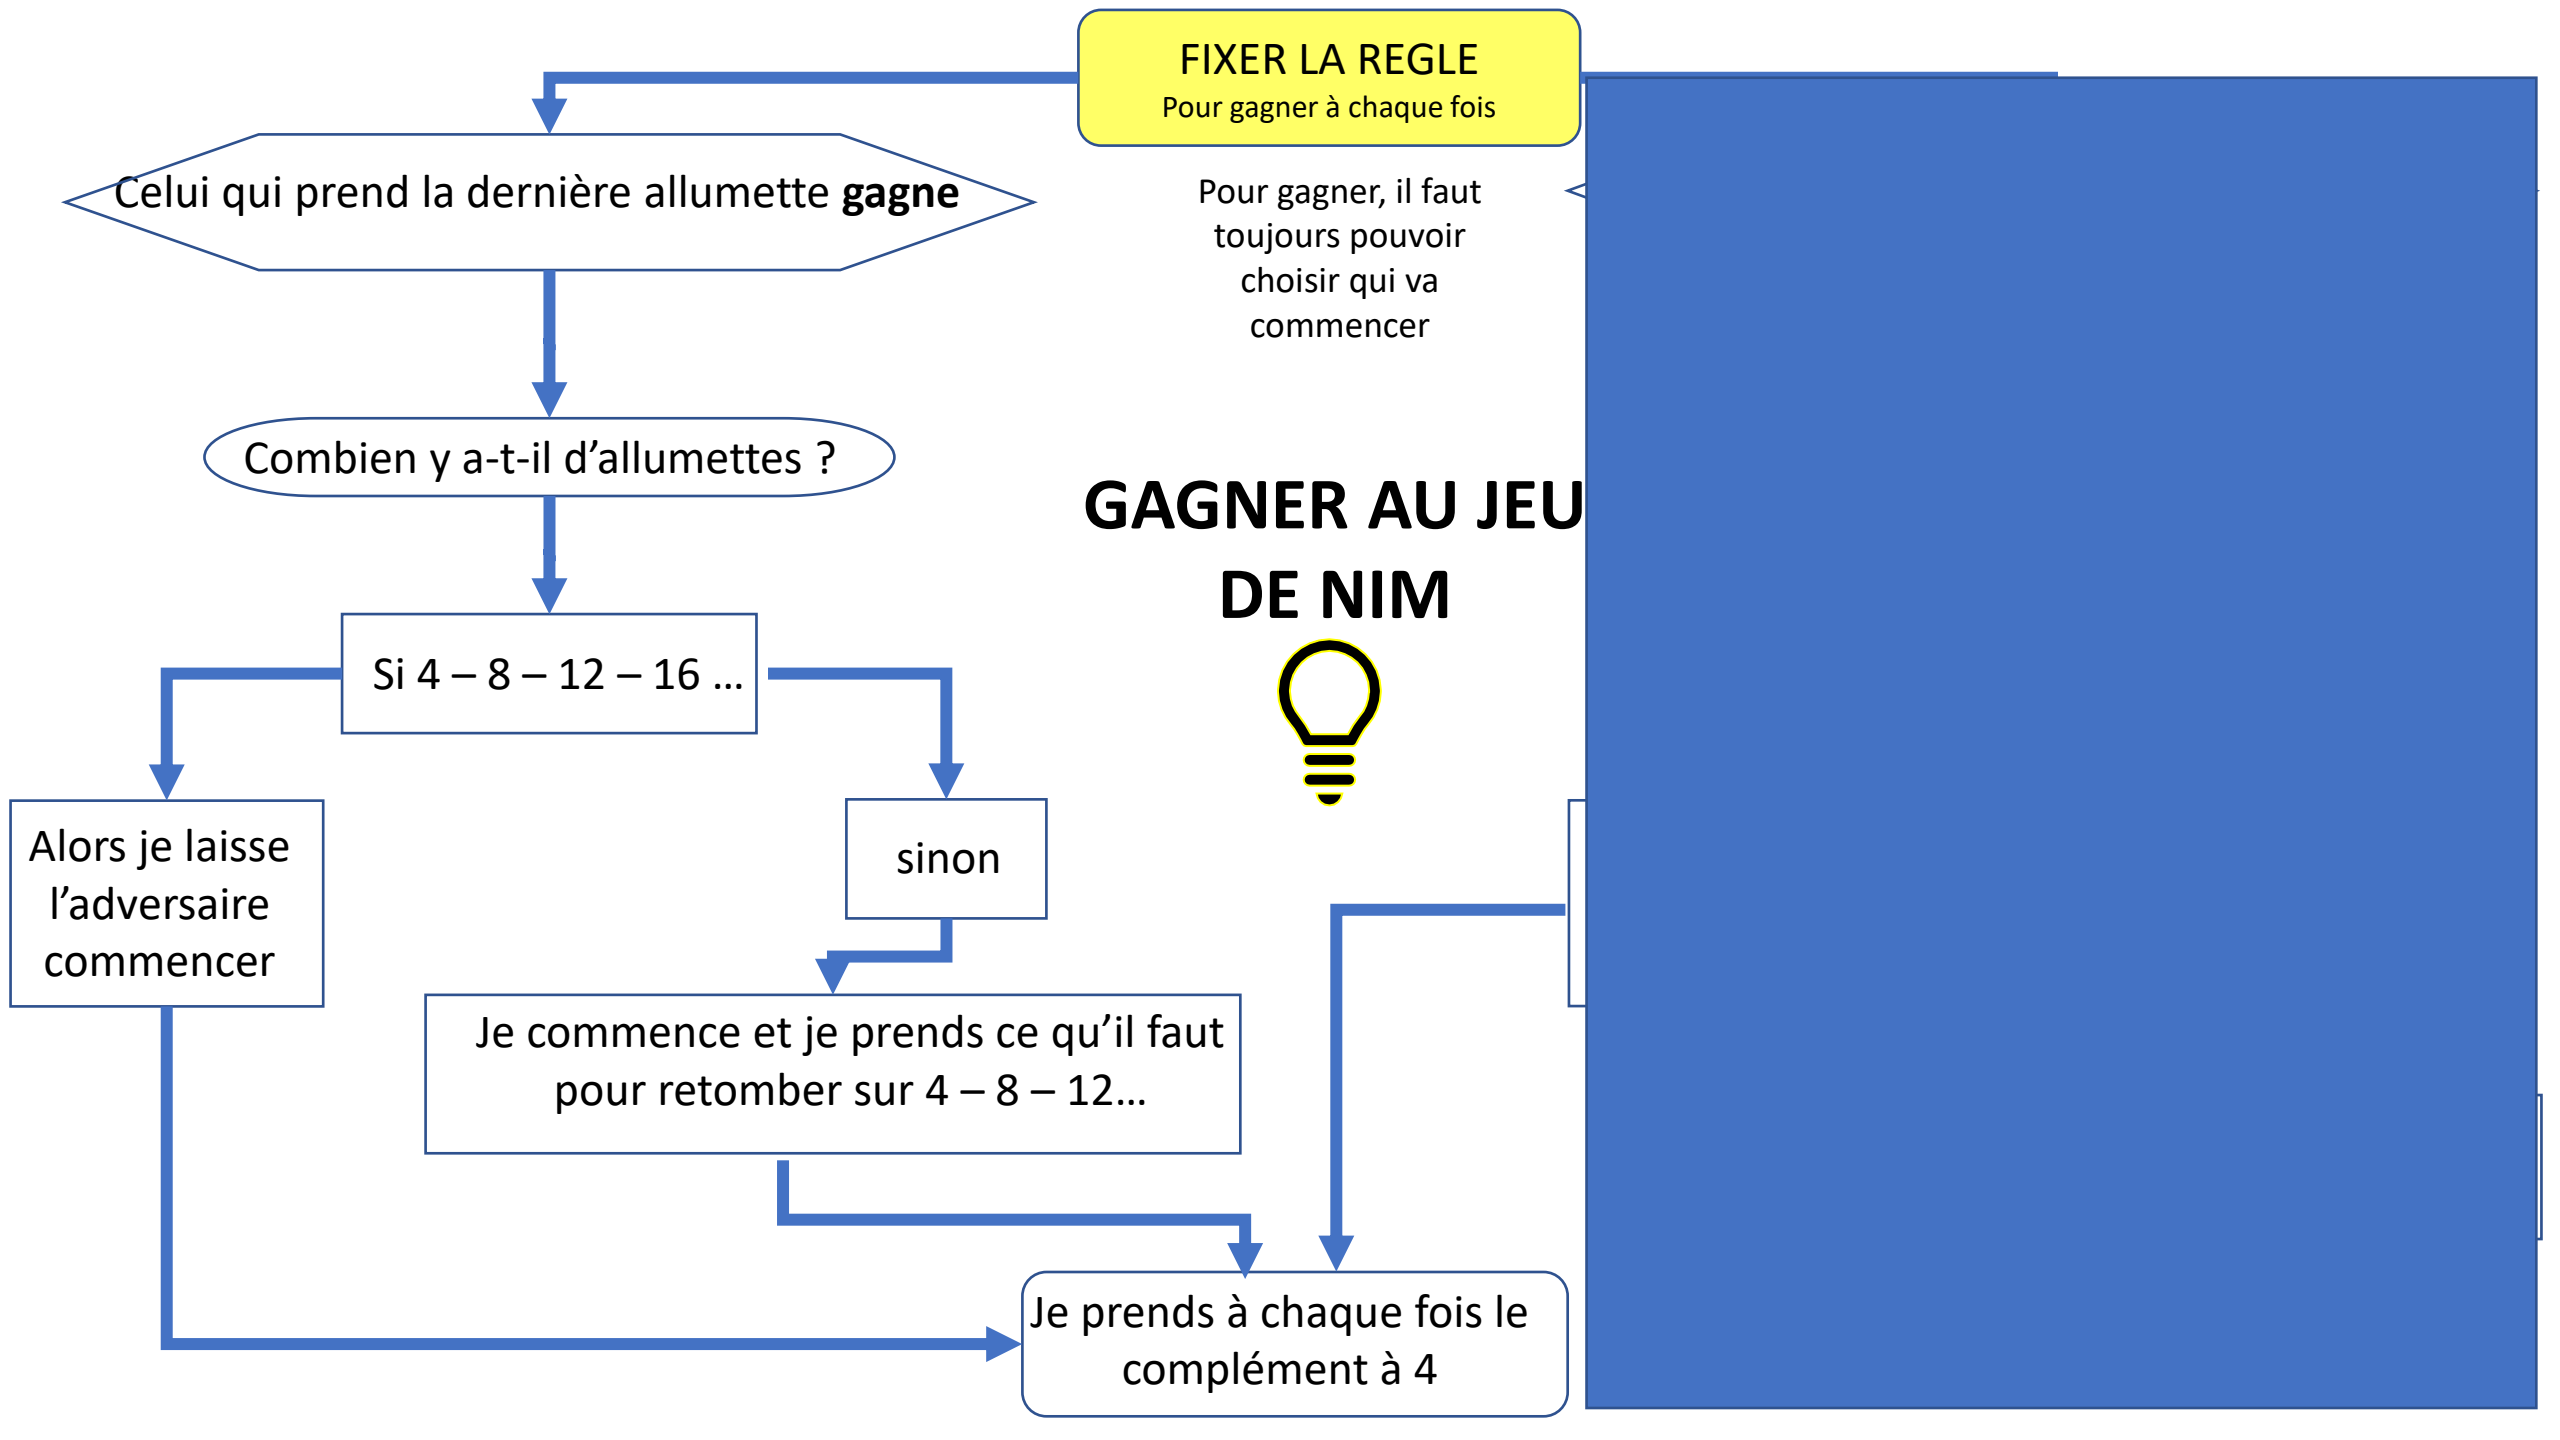 FIXER LA REGLE
Pour gagner à chaque fois
Celui qui prend la dernière allumette gagne
Pour gagner, il faut
toujours pouvoir
choisir qui va
commencer
Combien y a-t-il d’allumettes ?
GAGNER AU JEU
DE NIM
Si 4 – 8 – 12 – 16 …
Alors je laisse
l’adversaire
commencer
sinon
Je commence et je prends ce qu’il faut
pour retomber sur 4 – 8 – 12…
Je prends à chaque fois le
complément à 4